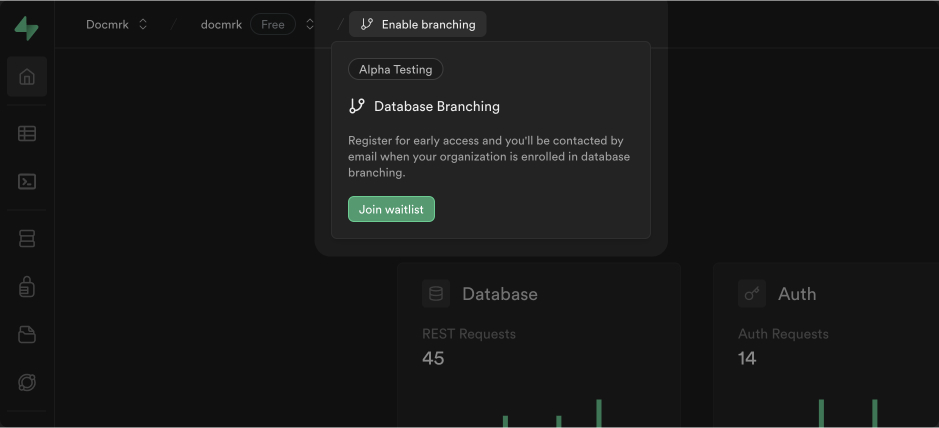 Docmrk / docmrk Free / Enable branching
Alpha Testing
Database Branching
Register for early access and you'll be contacted by
email when your organization is enrolled in database
branching.
Join waitlist
Database
REST Requests
45
Auth
Auth Requests
14